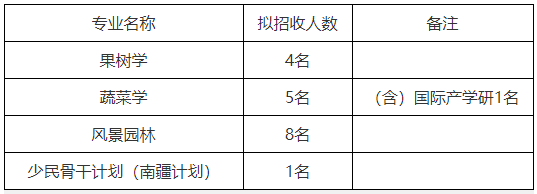 专业名称 拟招收人数 备注
果树学 4名
蔬菜学 5名 （含）国际产学研1名
风景园林 8名
少民骨干计划（南疆计划） 1名